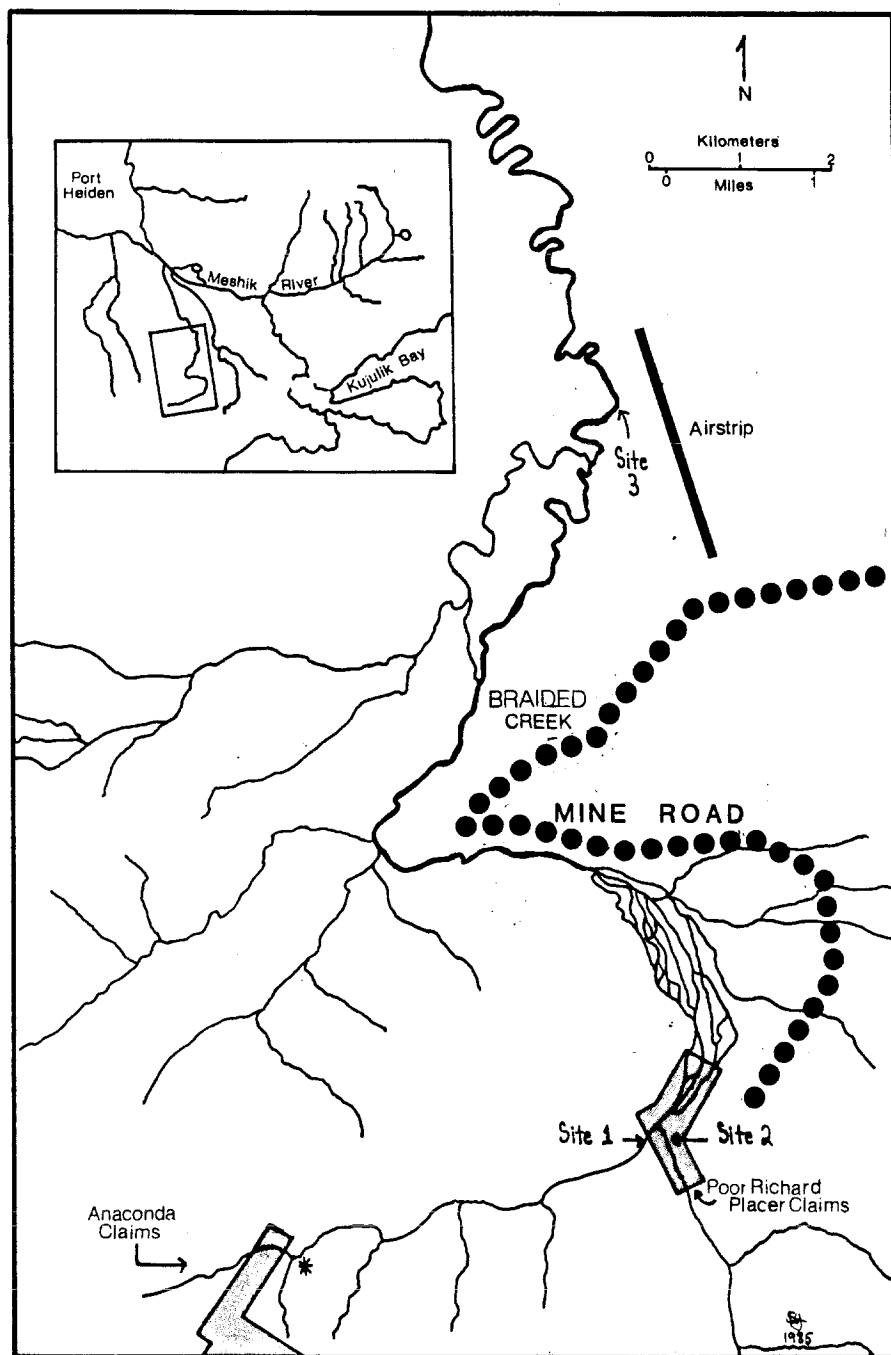 N
Kilometers
0 1 2
0 1
Miles
Port
Heiden
Meshik River
Kujulik Bay
Airstrip
Site
3
BRAIDED
CREEK
MINE ROAD
Site 1
Site 2
Poor Richard
Placer Claims
Anaconda
Claims
1985